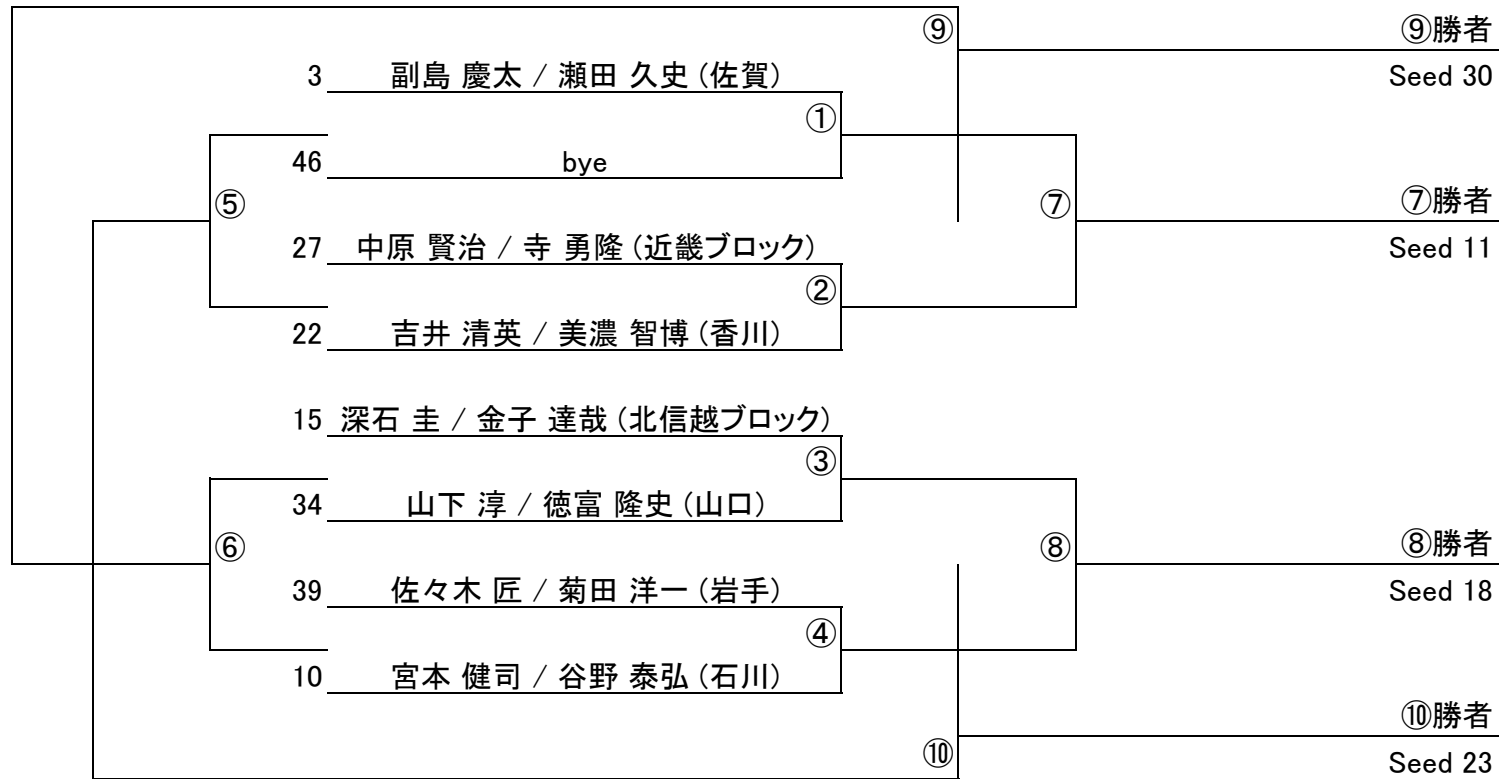 ⑨ ⑨勝者
3 副島 慶太 / 瀬田 久史 (佐賀) Seed 30
①
46 bye
⑤ ⑦ ⑦勝者
27 中原 賢治 / 寺 勇隆 (近畿ブロック) Seed 11
②
22 吉井 清英 / 美濃 智博 (香川)
15 深石 圭 / 金子 達哉 (北信越ブロック)
③
34 山下 淳 / 徳富 隆史 (山口)
⑥ ⑧ ⑧勝者
39 佐々木 匠 / 菊田 洋一 (岩手) Seed 18
④
10 宮本 健司 / 谷野 泰弘 (石川)
⑩勝者
⑩ Seed 23